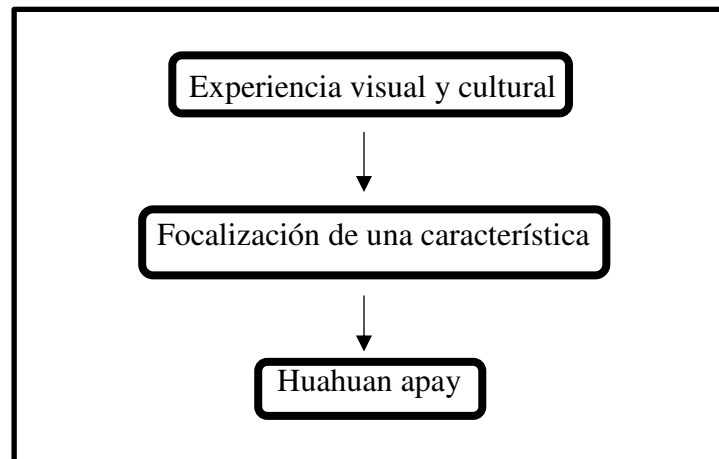 Experiencia visual y cultural
Focalización de una característica
Huahuan apay